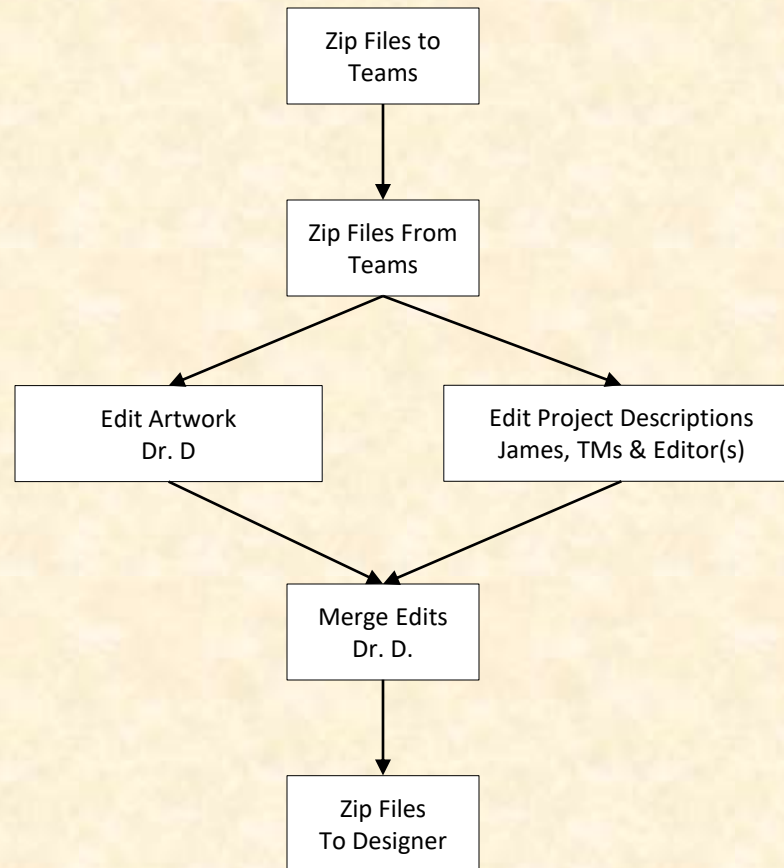 Zip Files to
Teams
Zip Files From
Teams
Edit Artwork
Dr. D
Edit Project Descriptions
James, TMs & Editor(s)
Merge Edits
Dr. D.
Zip Files
To Designer